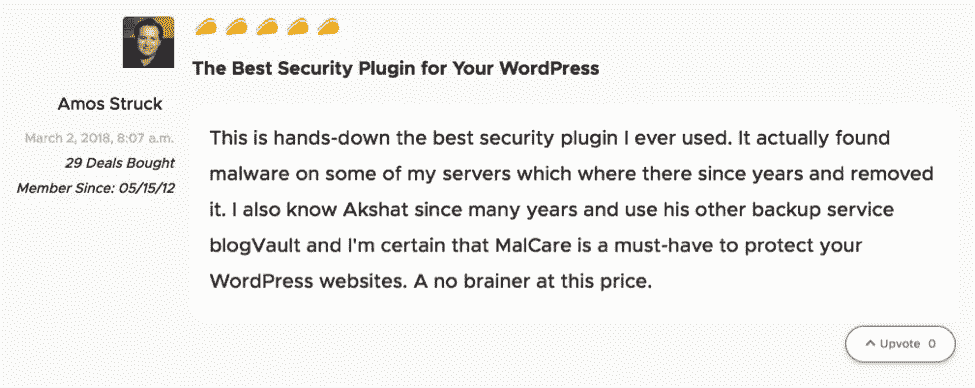 The Best Security Plugin for Your WordPress
Amos Struck
March 2, 2018, 8:07 a.m.
29 Deals Bought
Member Since: 05/15/12
This is hands-down the best security plugin I ever used. It actually found
malware on some of my servers which where there since years and removed
it. I also know Akshat since many years and use his other backup service
blogVault and I'm certain that MalCare is a must-have to protect your
WordPress websites. A no brainer at this price.
Upvote 0